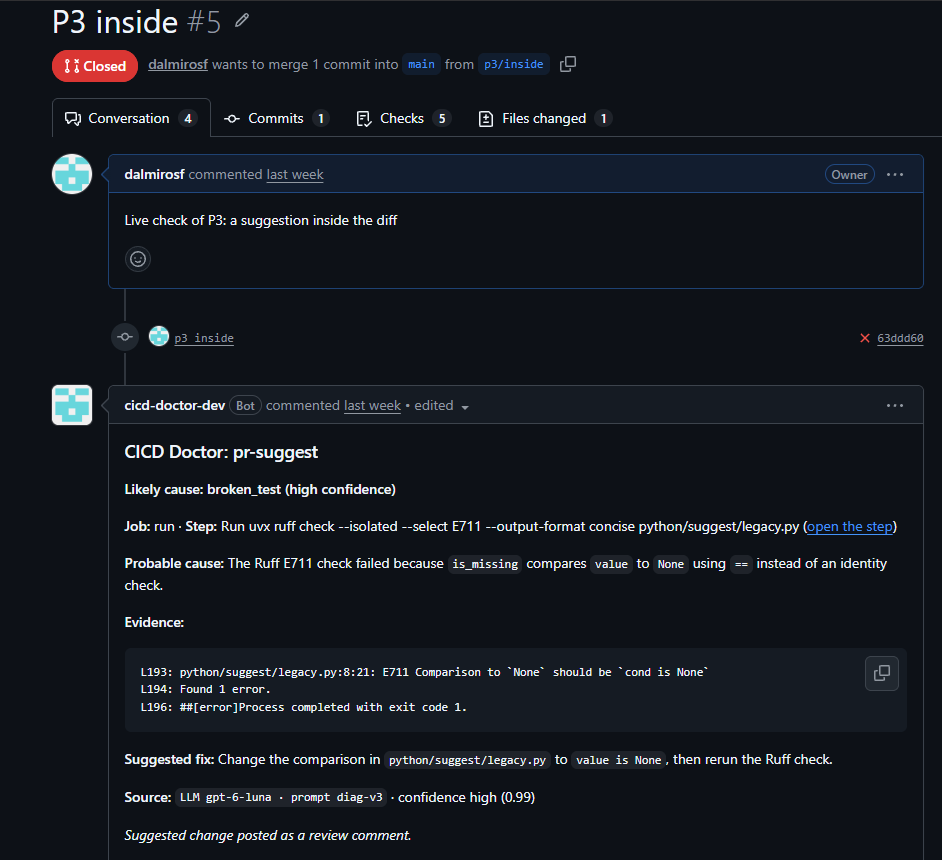 P3 inside #5
Closed dalmirosf wants to merge 1 commit into main from p3/inside
Conversation 4 Commits 1 Checks 5 Files changed 1
dalmirosf commented last week Owner
Live check of P3: a suggestion inside the diff
p3 inside 63ddd60
cicd-doctor-dev Bot commented last week • edited
CICD Doctor: pr-suggest
Likely cause: broken_test (high confidence)
Job: run · Step: Run uvx ruff check --isolated --select E711 --output-format concise python/suggest/legacy.py (open the step)
Probable cause: The Ruff E711 check failed because is_missing compares value to None using == instead of an identity
check.
Evidence:
L193: python/suggest/legacy.py:8:21: E711 Comparison to `None` should be `cond is None`
L194: Found 1 error.
L196: ##[error]Process completed with exit code 1.
Suggested fix: Change the comparison in python/suggest/legacy.py to value is None, then rerun the Ruff check.
Source: LLM gpt-6-luna · prompt diag-v3 · confidence high (0.99)
Suggested change posted as a review comment.